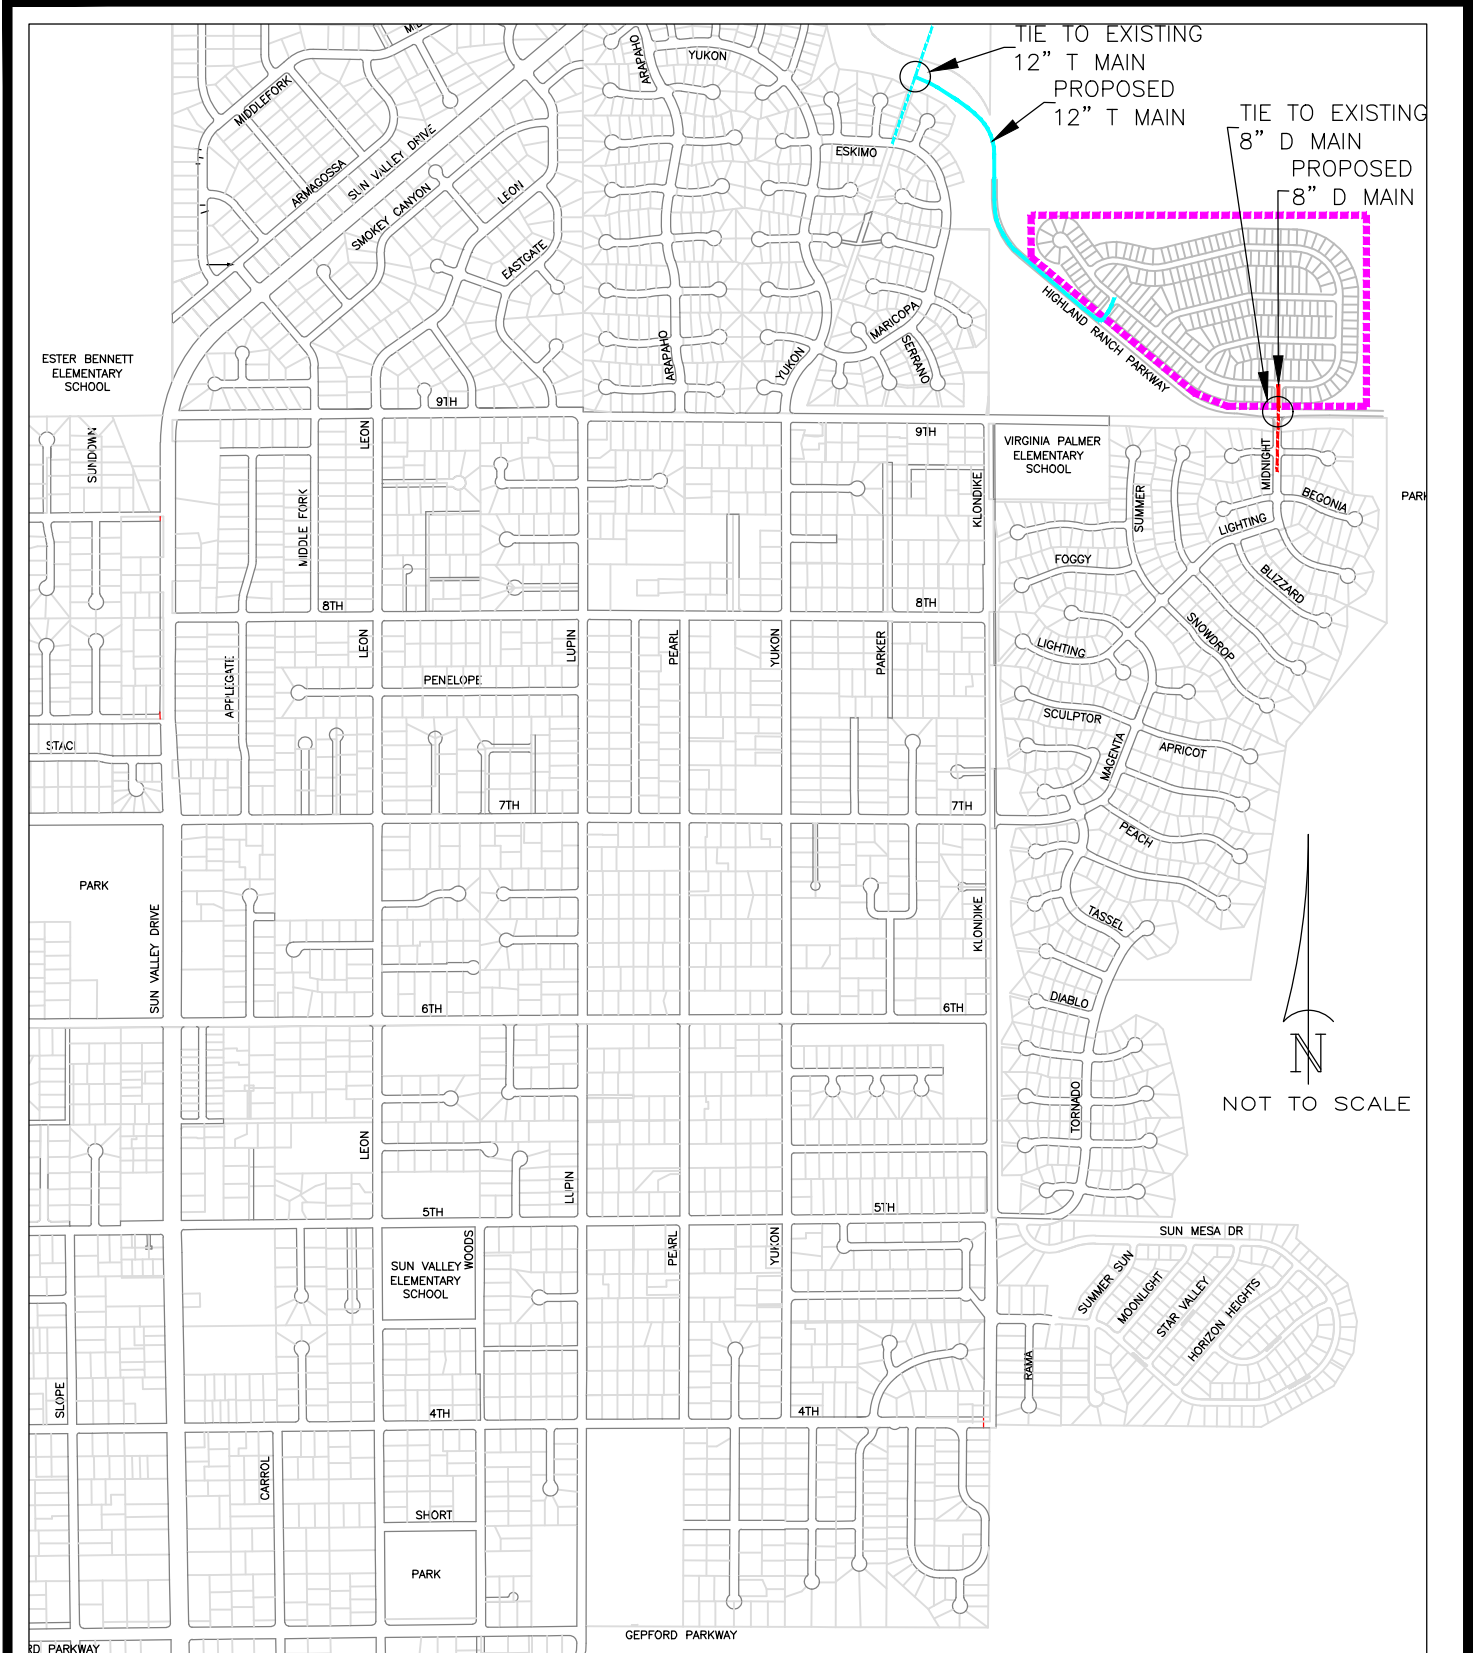 TIE TO EXISTING
12" T MAIN
PROPOSED
12" T MAIN
TIE TO EXISTING
8" D MAIN
PROPOSED
8" D MAIN
ARAPAHO
YUKON
MIDDLEFORK
ARMAGOSSA
SUN VALLEY DRIVE
SMOKEY CANYON
LEON
EASTGATE
ESKIMO
MARICOPA
SERRANO
YUKON
ARAPAHO
HIGHLAND RANCH PARKWAY
ESTER BENNETT
ELEMENTARY
SCHOOL
9TH
9TH
SUNDOWN
LEON
MIDDLE FORK
KLONDIKE
VIRGINIA PALMER
ELEMENTARY
SCHOOL
MIDNIGHT
SUMMER
BEGONIA
LIGHTING
PARK
FOGGY
BLIZZARD
SNOWDROP
8TH
8TH
LEON
LUPIN
PEARL
YUKON
PARKER
LIGHTING
APPLEGATE
PENELOPE
SCULPTOR
MAGENTA
APRICOT
STACI
7TH
7TH
PEACH
PARK
SUN VALLEY DRIVE
KLONDIKE
TASSEL
DIABLO
6TH
6TH
N
NOT TO SCALE
TORNADO
LEON
LUPIN
5TH
5TH
SUN MESA DR
WOODS
PEARL
YUKON
SUN VALLEY
ELEMENTARY
SCHOOL
SUMMER SUN
MOONLIGHT
STAR VALLEY
HORIZON HEIGHTS
RAMA
SLOPE
4TH
4TH
CARROL
SHORT
PARK
GEPFORD PARKWAY
RD PARKWAY